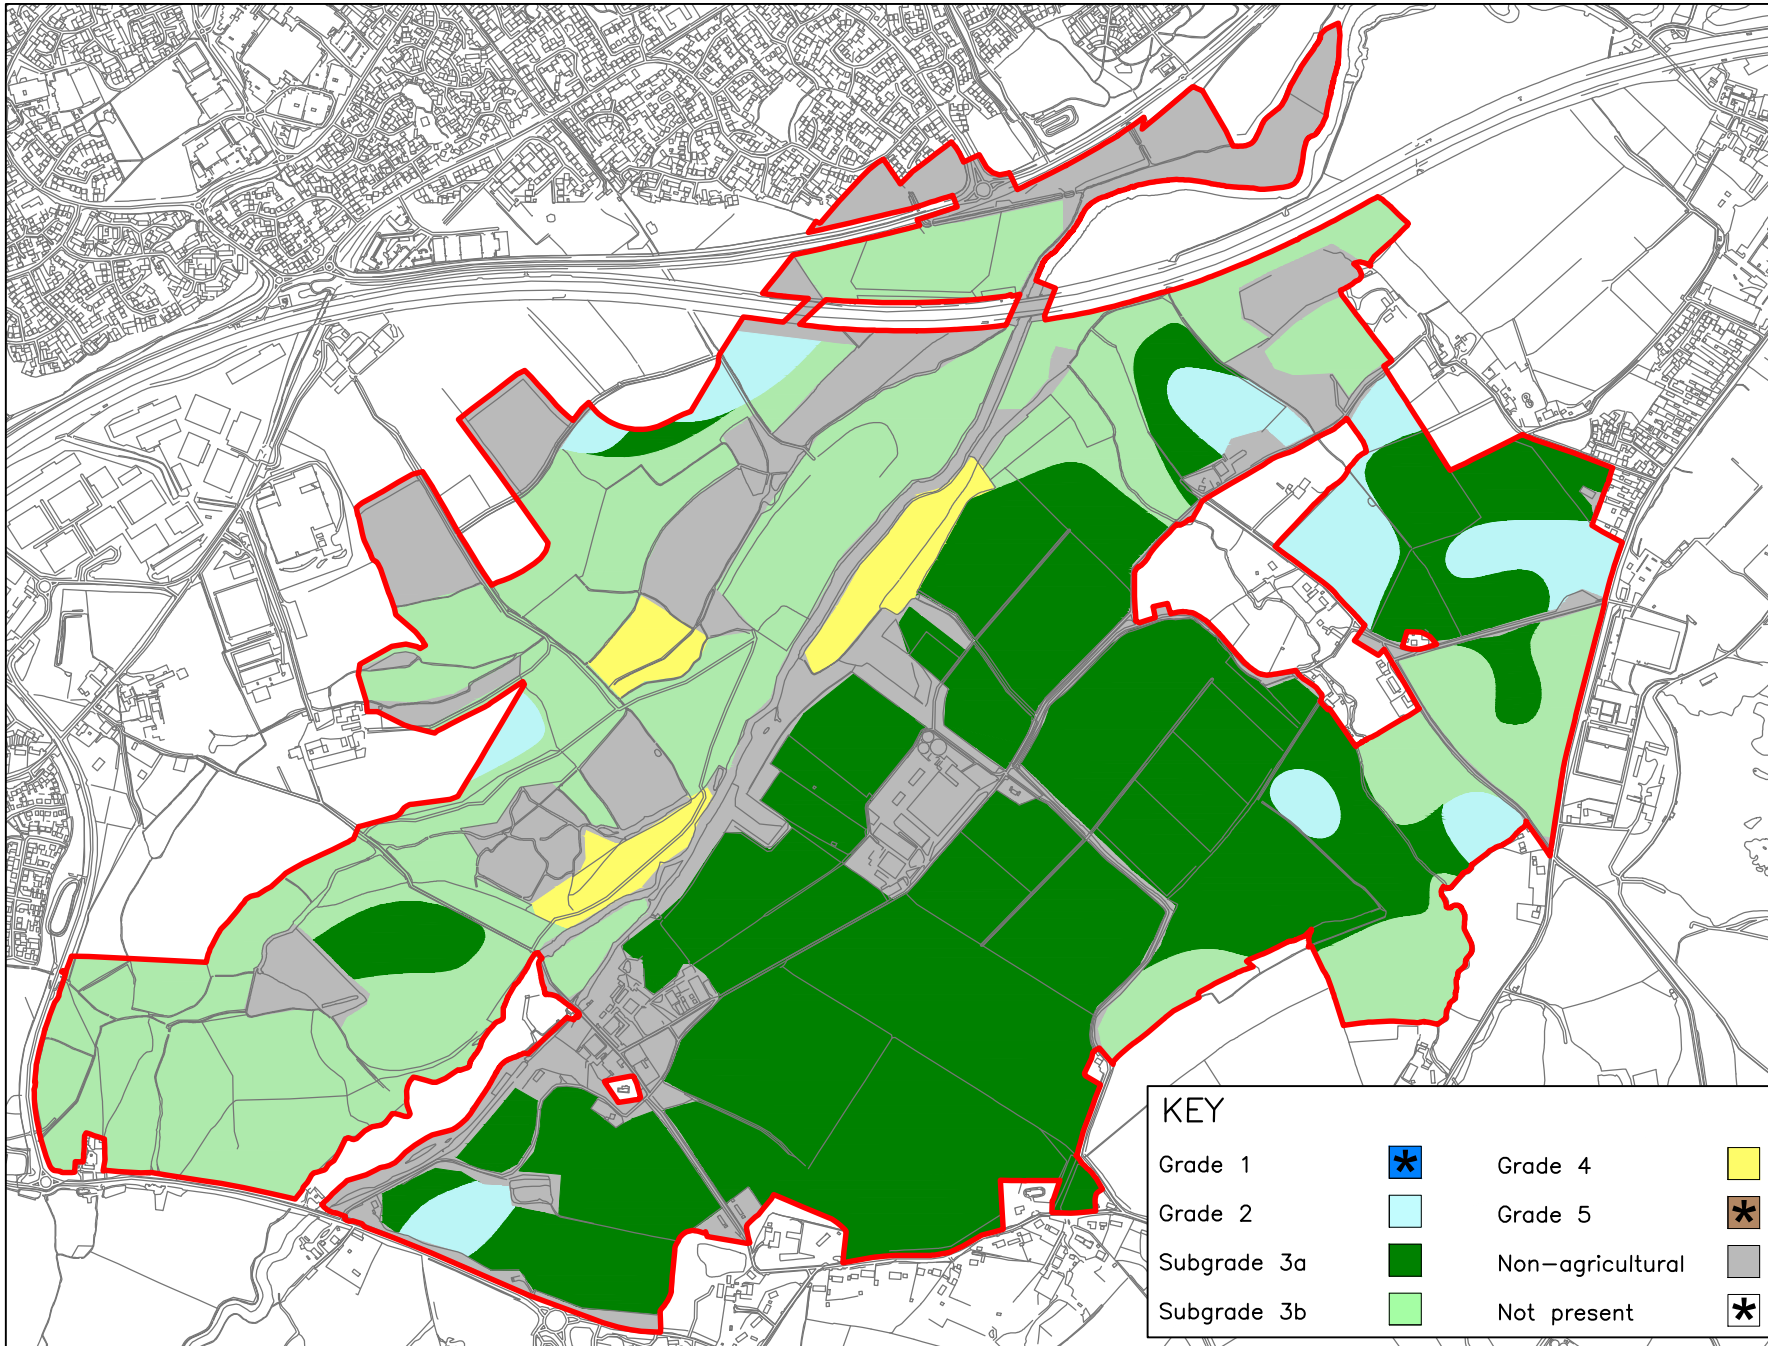 KEY
Grade 1 *
Grade 2
Subgrade 3a
Subgrade 3b
Grade 4
Grade 5 *
Non-agricultural
Not present *